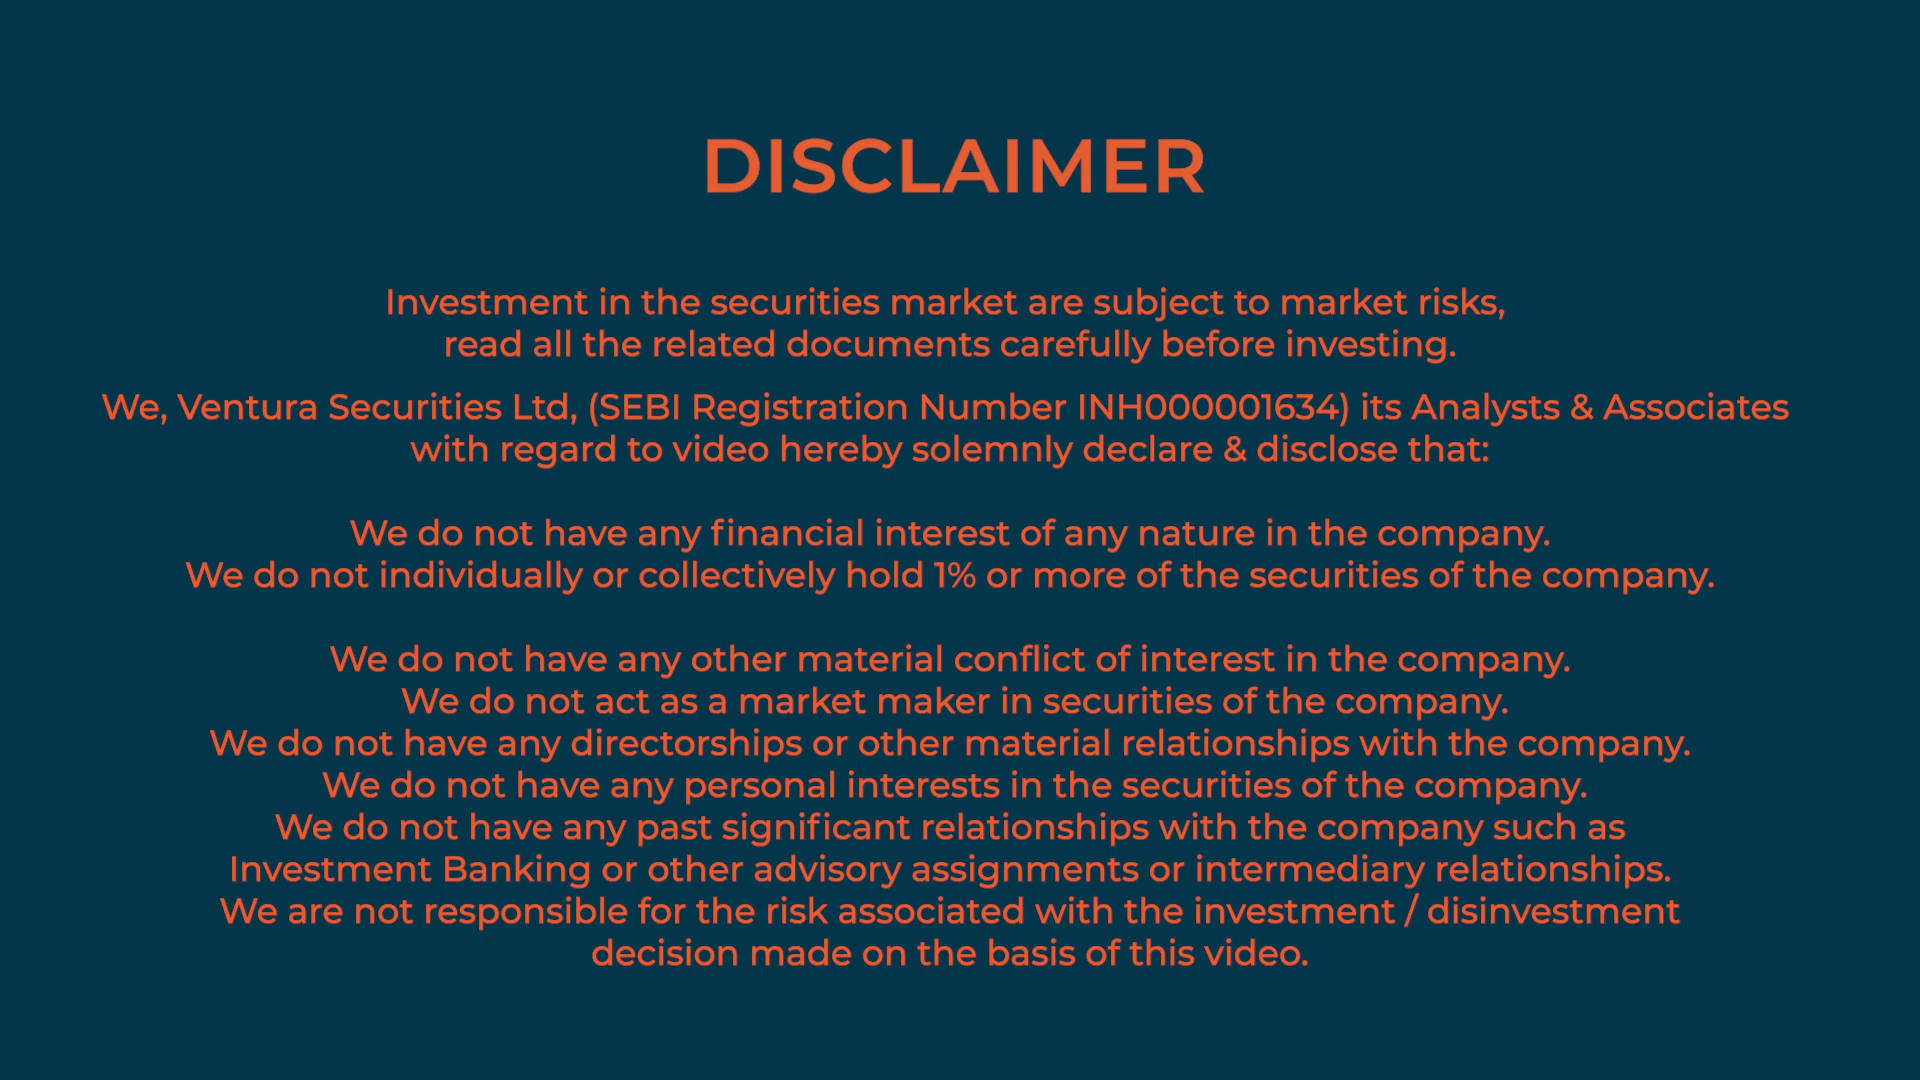 DISCLAIMER
Investment in the securities market are subject to market risks,
read all the related documents carefully before investing.
We, Ventura Securities Ltd, (SEBI Registration Number INH000001634) its Analysts & Associates
with regard to video hereby solemnly declare & disclose that:
We do not have any financial interest of any nature in the company.
We do not individually or collectively hold 1% or more of the securities of the company.
We do not have any other material conflict of interest in the company.
We do not act as a market maker in securities of the company.
We do not have any directorships or other material relationships with the company.
We do not have any personal interests in the securities of the company.
We do not have any past significant relationships with the company such as
Investment Banking or other advisory assignments or intermediary relationships.
We are not responsible for the risk associated with the investment / disinvestment
decision made on the basis of this video.